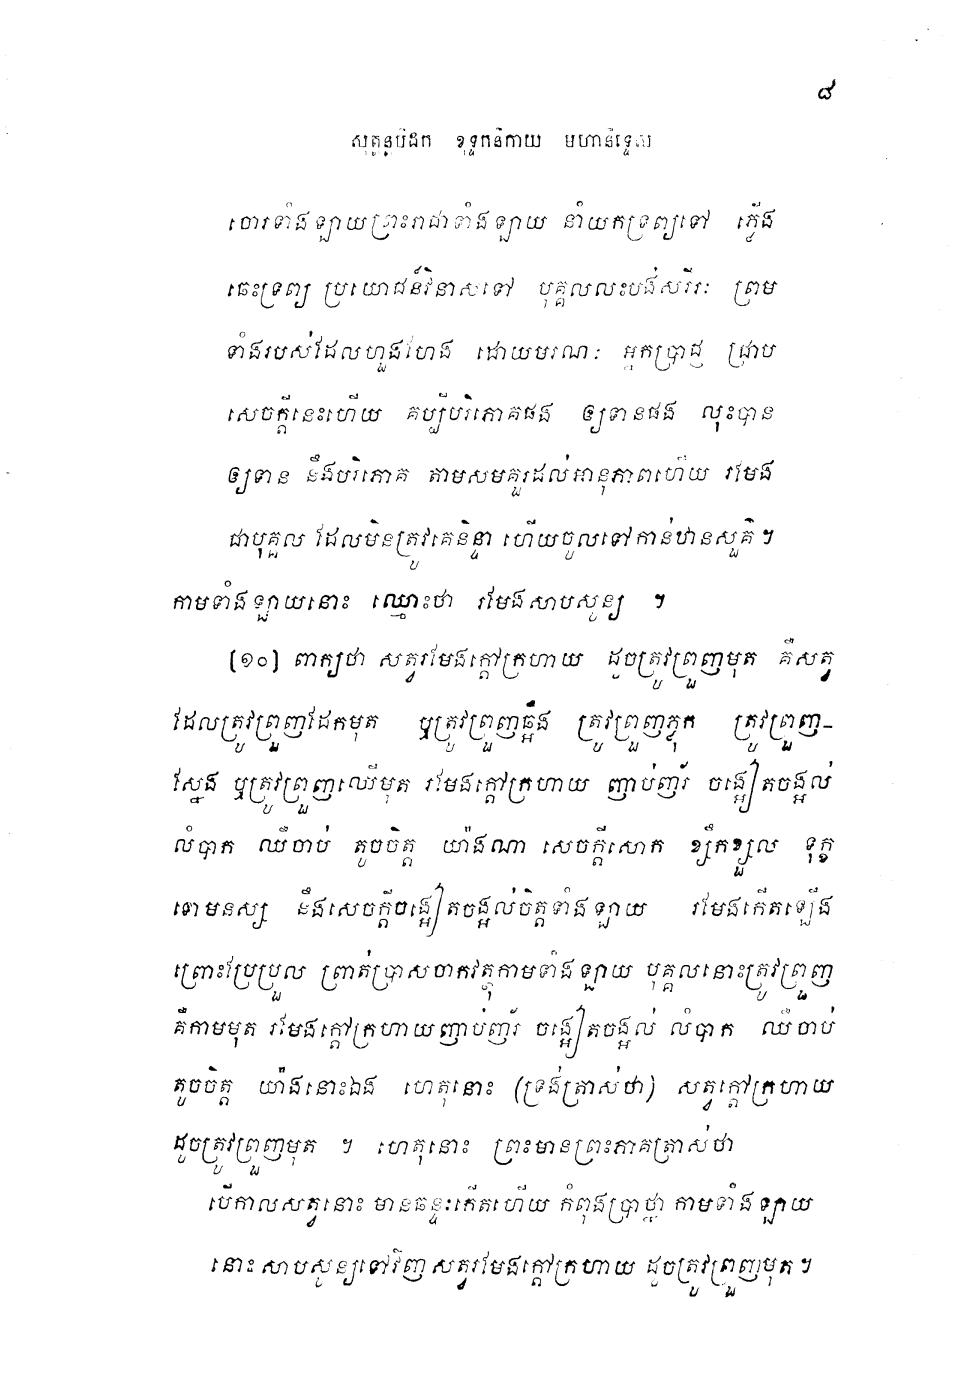 ៨
សុត្តន្តបិដក ខុទ្ទកនិកាយ មហានិទ្ទេស
ចោរទាំងឡាយព្រះរាជាទាំងឡាយ នាំយកទ្រព្យទៅ ភ្លើង
ឆេះទ្រព្យ ប្រយោជន៍វិនាសទៅ បុគ្គលលះបង់សរីរៈ ព្រម
ទាំងរបស់ដែលហួងហែង ដោយមរណៈ អ្នកប្រាជ្ញ ជ្រាប
សេចក្តីនេះហើយ គប្បីបរិភោគផង ឲ្យទានផង លុះបាន
ឲ្យទាន នឹងបរិភោគ តាមសមគួរដល់អានុភាពហើយ រមែង
ជាបុគ្គល ដែលមិនត្រូវគេនិន្ទា ហើយចូលទៅកាន់ឋានសួគ៌។
កាមទាំងឡាយនោះ ឈ្មោះថា រមែងសាបសូន្យ ។
(១០) ពាក្យថា សត្វរមែងក្តៅក្រហាយ ដូចត្រូវព្រួញមុត គឺសត្វ
ដែលត្រូវព្រួញដែកមុត ឬត្រូវព្រួញឆ្អឹង ត្រូវព្រួញភ្លុក ត្រូវព្រួញ-
ស្នែង ឬត្រូវព្រួញឈើមុត រមែងក្តៅក្រហាយ ញាប់ញ័រ ចង្អៀតចង្អល់
លំបាក ឈឺចាប់ តូចចិត្ត យ៉ាងណា សេចក្តីសោក ខ្សឹកខ្សួល ទុក្ខ
ទោមនស្ស នឹងសេចក្តីចង្អៀតចង្អល់ចិត្តទាំងឡាយ រមែងកើតឡើង
ព្រោះប្រែប្រួល ព្រាត់ប្រាសចាកវត្ថុកាមទាំងឡាយ បុគ្គលនោះត្រូវព្រួញ
គឺកាមមុត រមែងក្តៅក្រហាយញាប់ញ័រ ចង្អៀតចង្អល់ លំបាក ឈឺចាប់
តូចចិត្ត យ៉ាងនោះឯង ហេតុនោះ (ទ្រង់ត្រាស់ថា) សត្វក្តៅក្រហាយ
ដូចត្រូវព្រួញមុត ។ ហេតុនោះ ព្រះមានព្រះភាគត្រាស់ថា
បើកាលសត្វនោះ មានឆន្ទៈកើតហើយ កំពុងប្រាថ្នា កាមទាំងឡាយ
នោះសាបសូន្យទៅវិញ សត្វរមែងក្តៅក្រហាយ ដូចត្រូវព្រួញមុត។